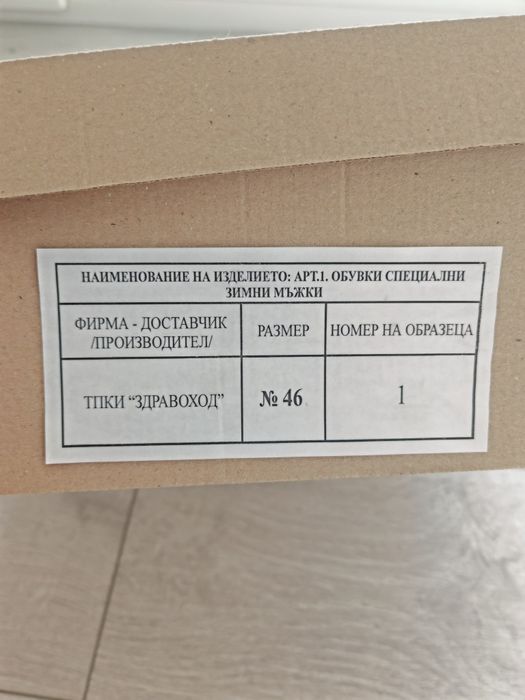 НАИМЕНОВАНИЕ НА ИЗДЕЛИЕТО: АРТ.1. ОБУВКИ СПЕЦИАЛНИ
ЗИМНИ МЪЖКИ
ФИРМА - ДОСТАВЧИК
/ПРОИЗВОДИТЕЛ/
РАЗМЕР
НОМЕР НА ОБРАЗЕЦА
ТПКИ “ЗДРАВОХОД”
№ 46
1